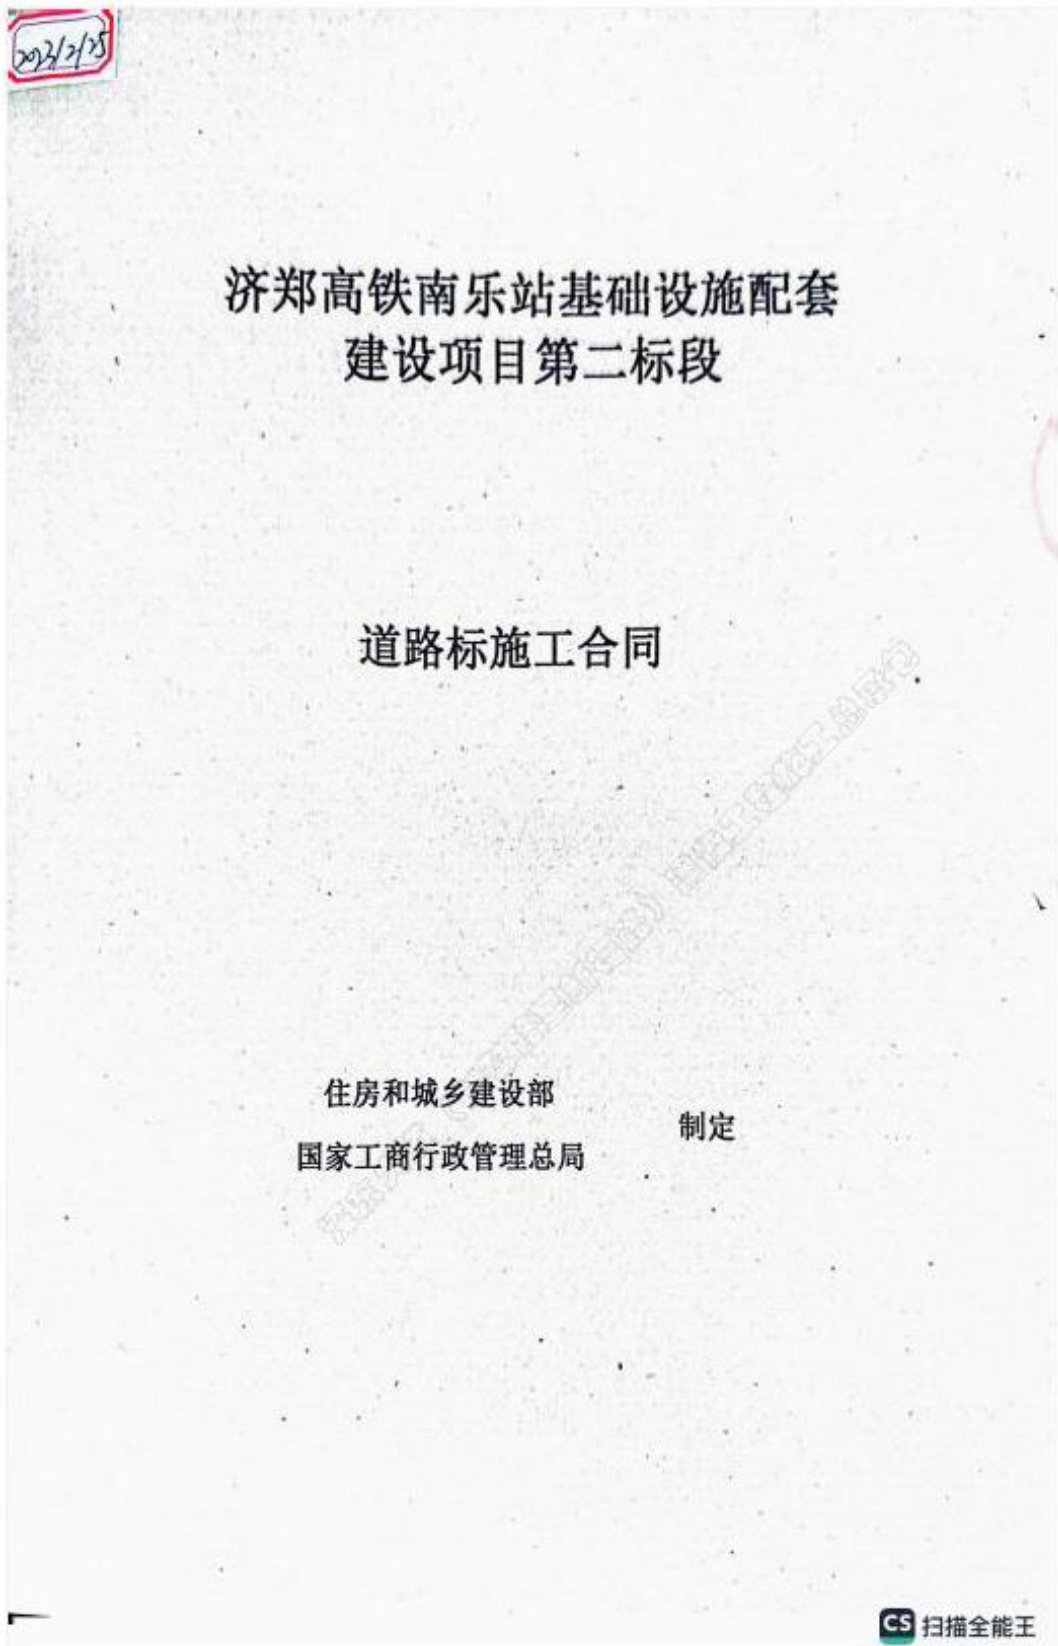 2023/2/25
济郑高铁南乐站基础设施配套
建设项目第二标段
道路标施工合同
住房和城乡建设部
国家工商行政管理总局
制定
CS 扫描全能王